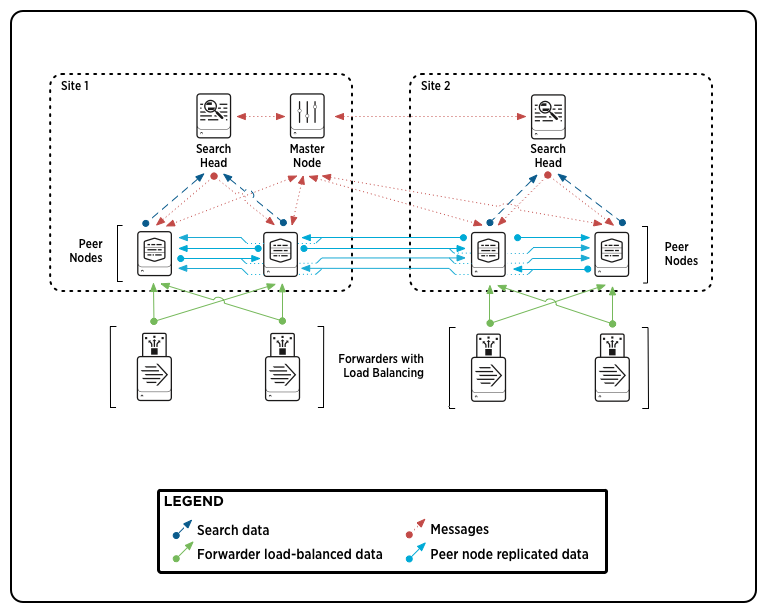 Site 1
Site 2
Search
Head
Master
Node
Search
Head
Peer
Nodes
Peer
Nodes
Forwarders with
Load Balancing
LEGEND
Search data
Messages
Forwarder load-balanced data
Peer node replicated data